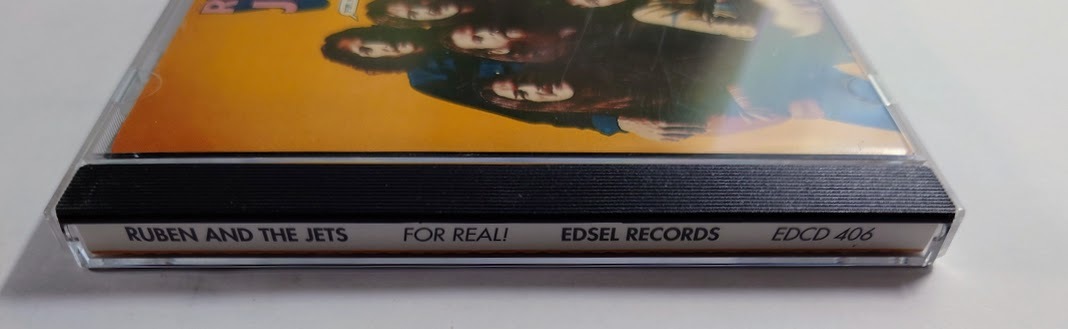 RUBEN AND THE JETS FOR REAL! EDSEL RECORDS EDCD 406